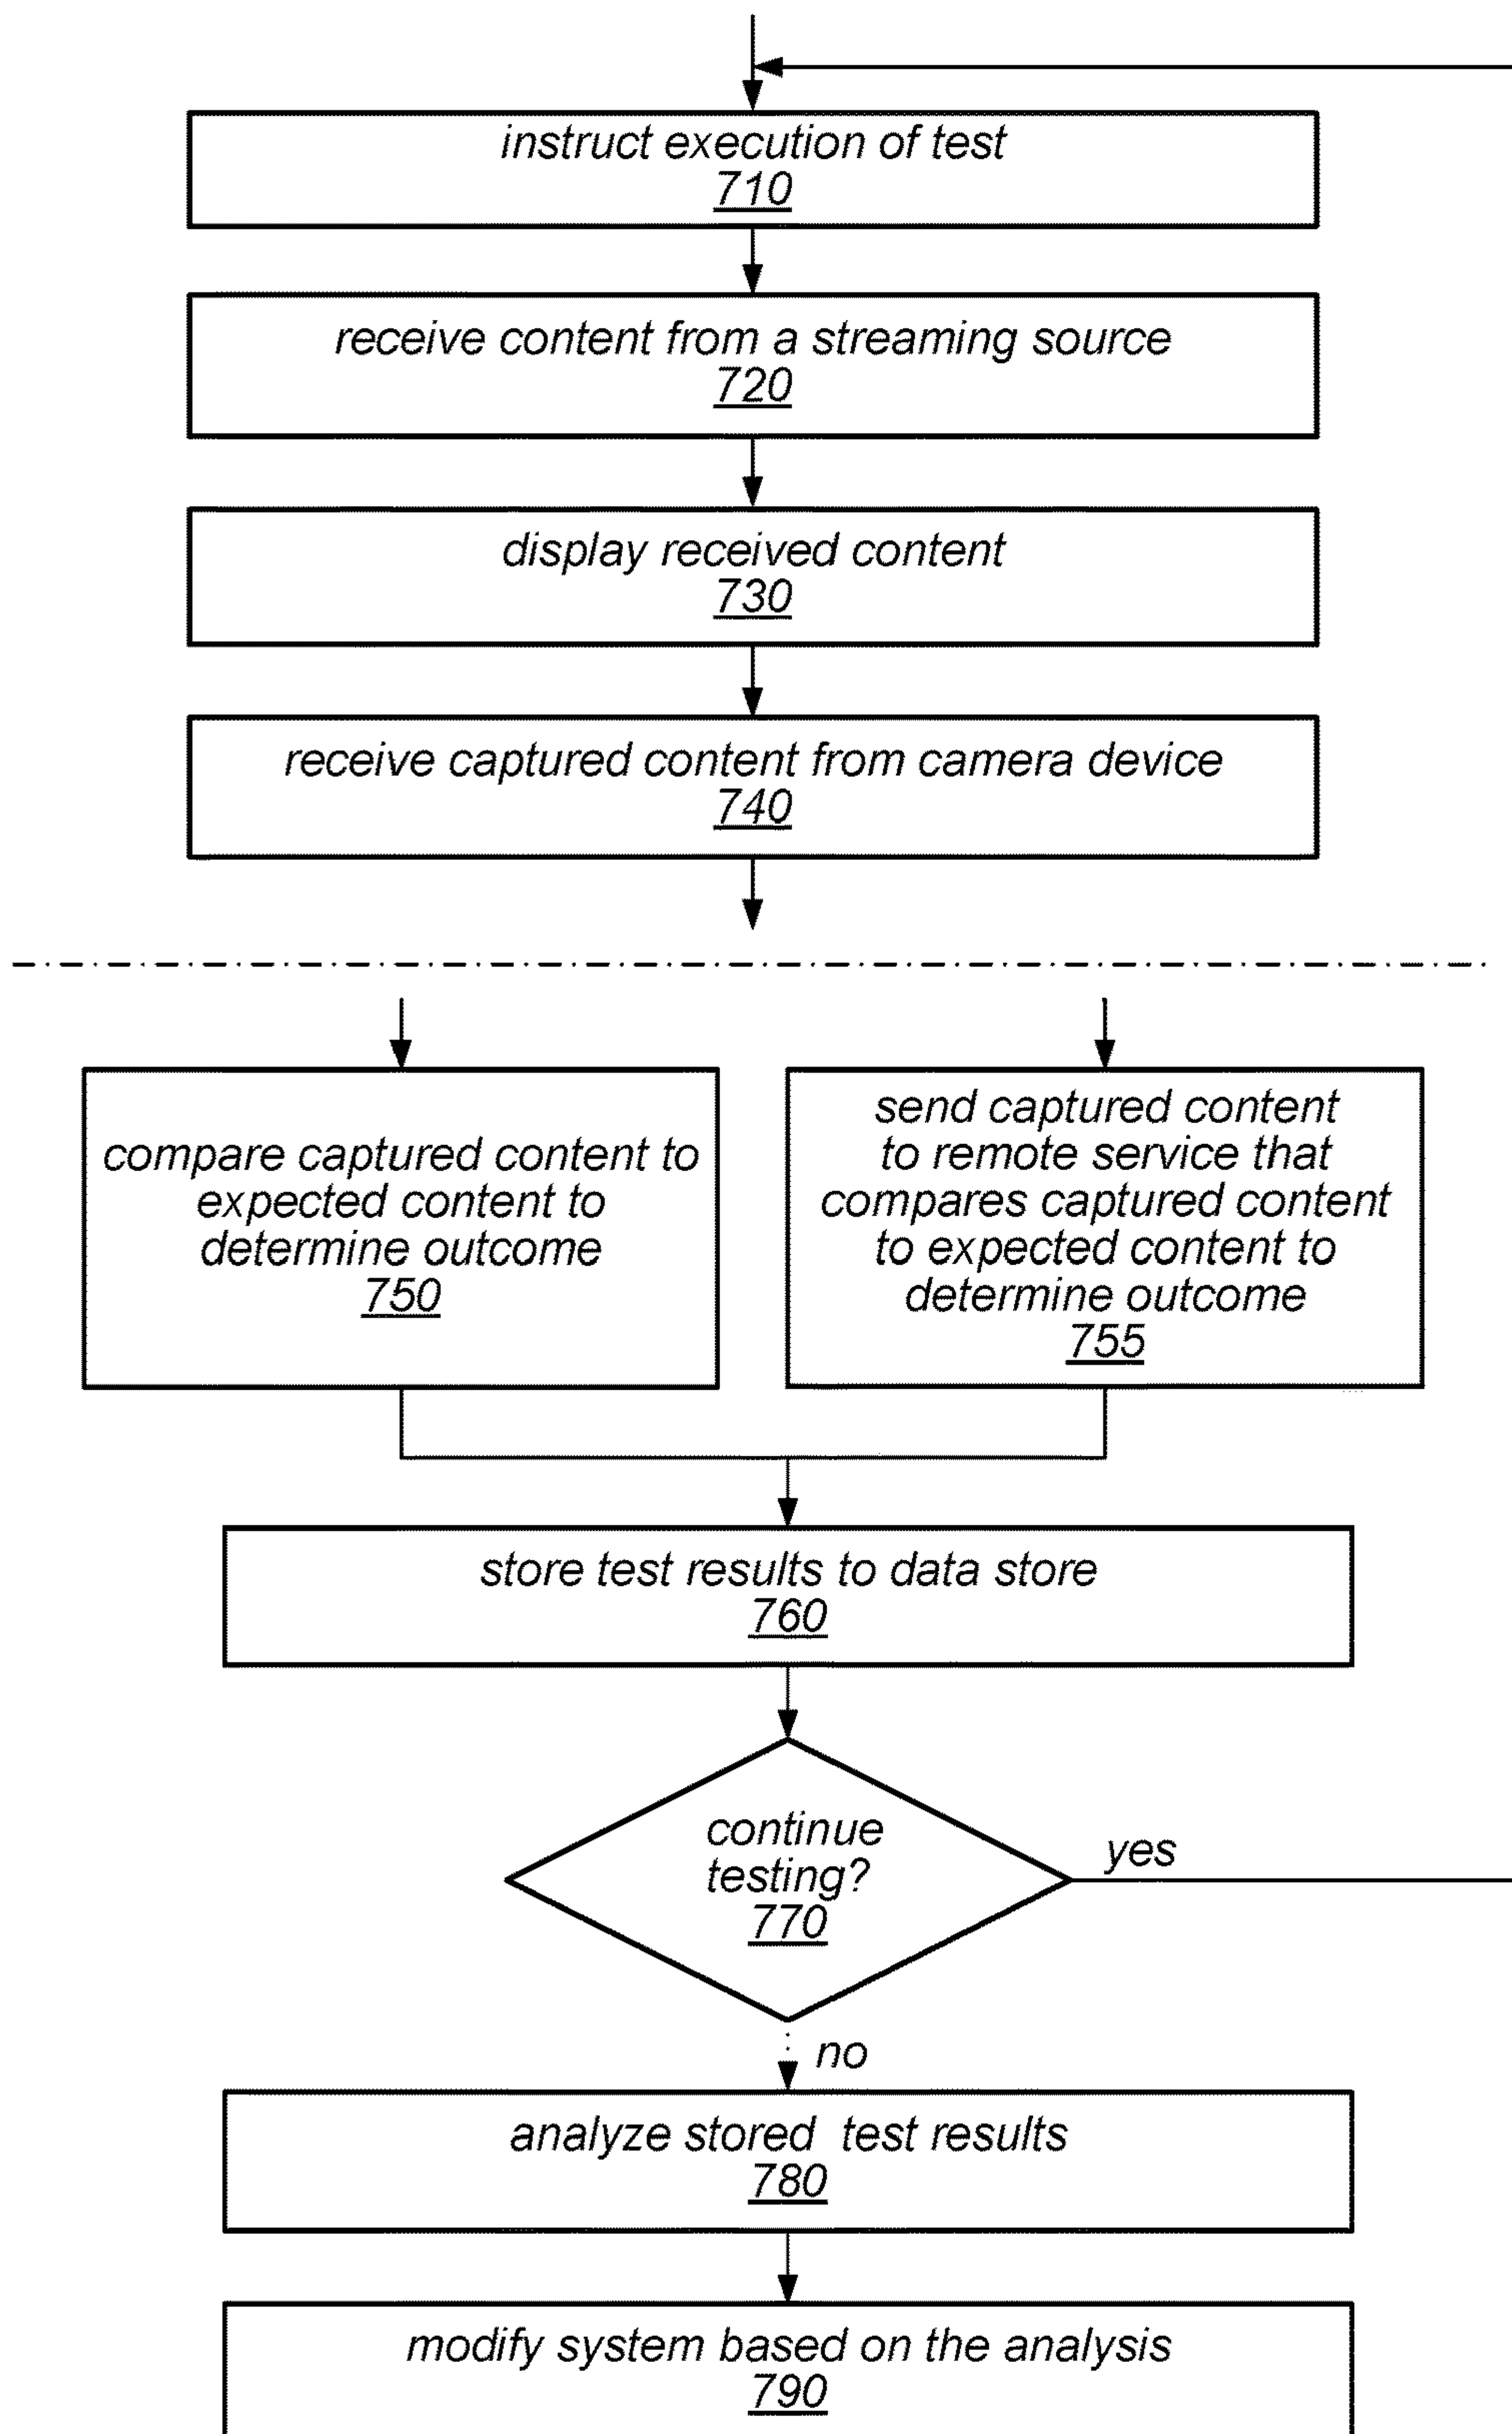 instruct execution of test
710
receive content from a streaming source
720
display received content
730
receive captured content from camera device
740
compare captured content to
expected content to
determine outcome
750
send captured content
to remote service that
compares captured content
to expected content to
determine outcome
755
store test results to data store
760
continue
testing?
770
yes
no
analyze stored  test results
780
modify system based on the analysis
790